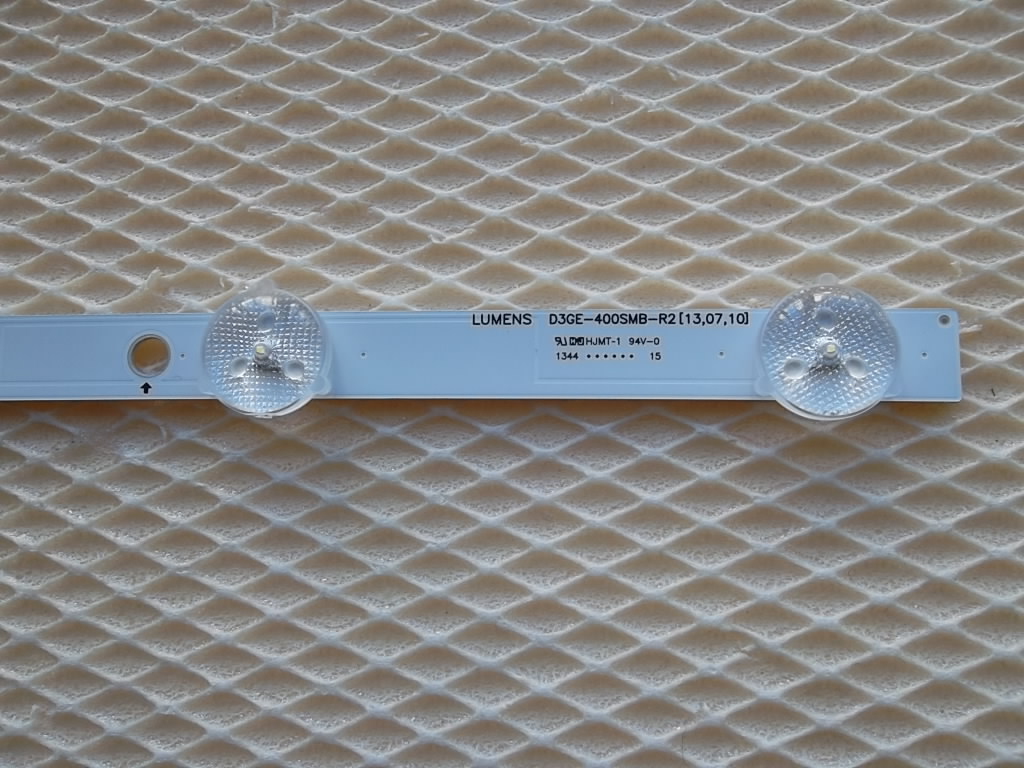 LUMENS D3GE-400SMB-R2[13,07,10]
HJMT-1 94V-0
1344 •••••• 15